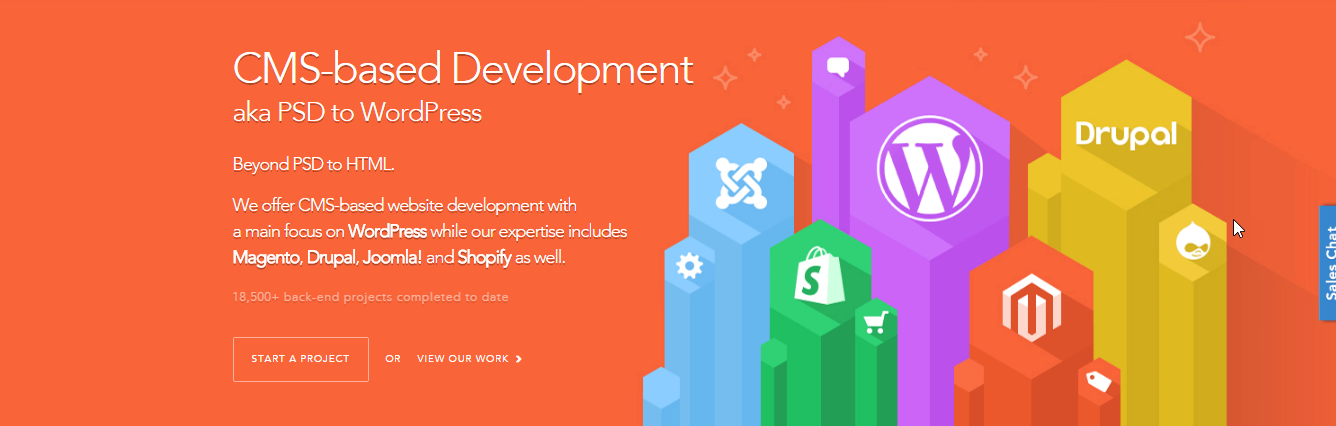 CMS-based Development
aka PSD to WordPress
Beyond PSD to HTML.
We offer CMS-based website development with
a main focus on WordPress while our expertise includes
Magento, Drupal, Joomla! and Shopify as well.
18,500+ back-end projects completed to date
START A PROJECT OR VIEW OUR WORK
Drupal
Sales Chat